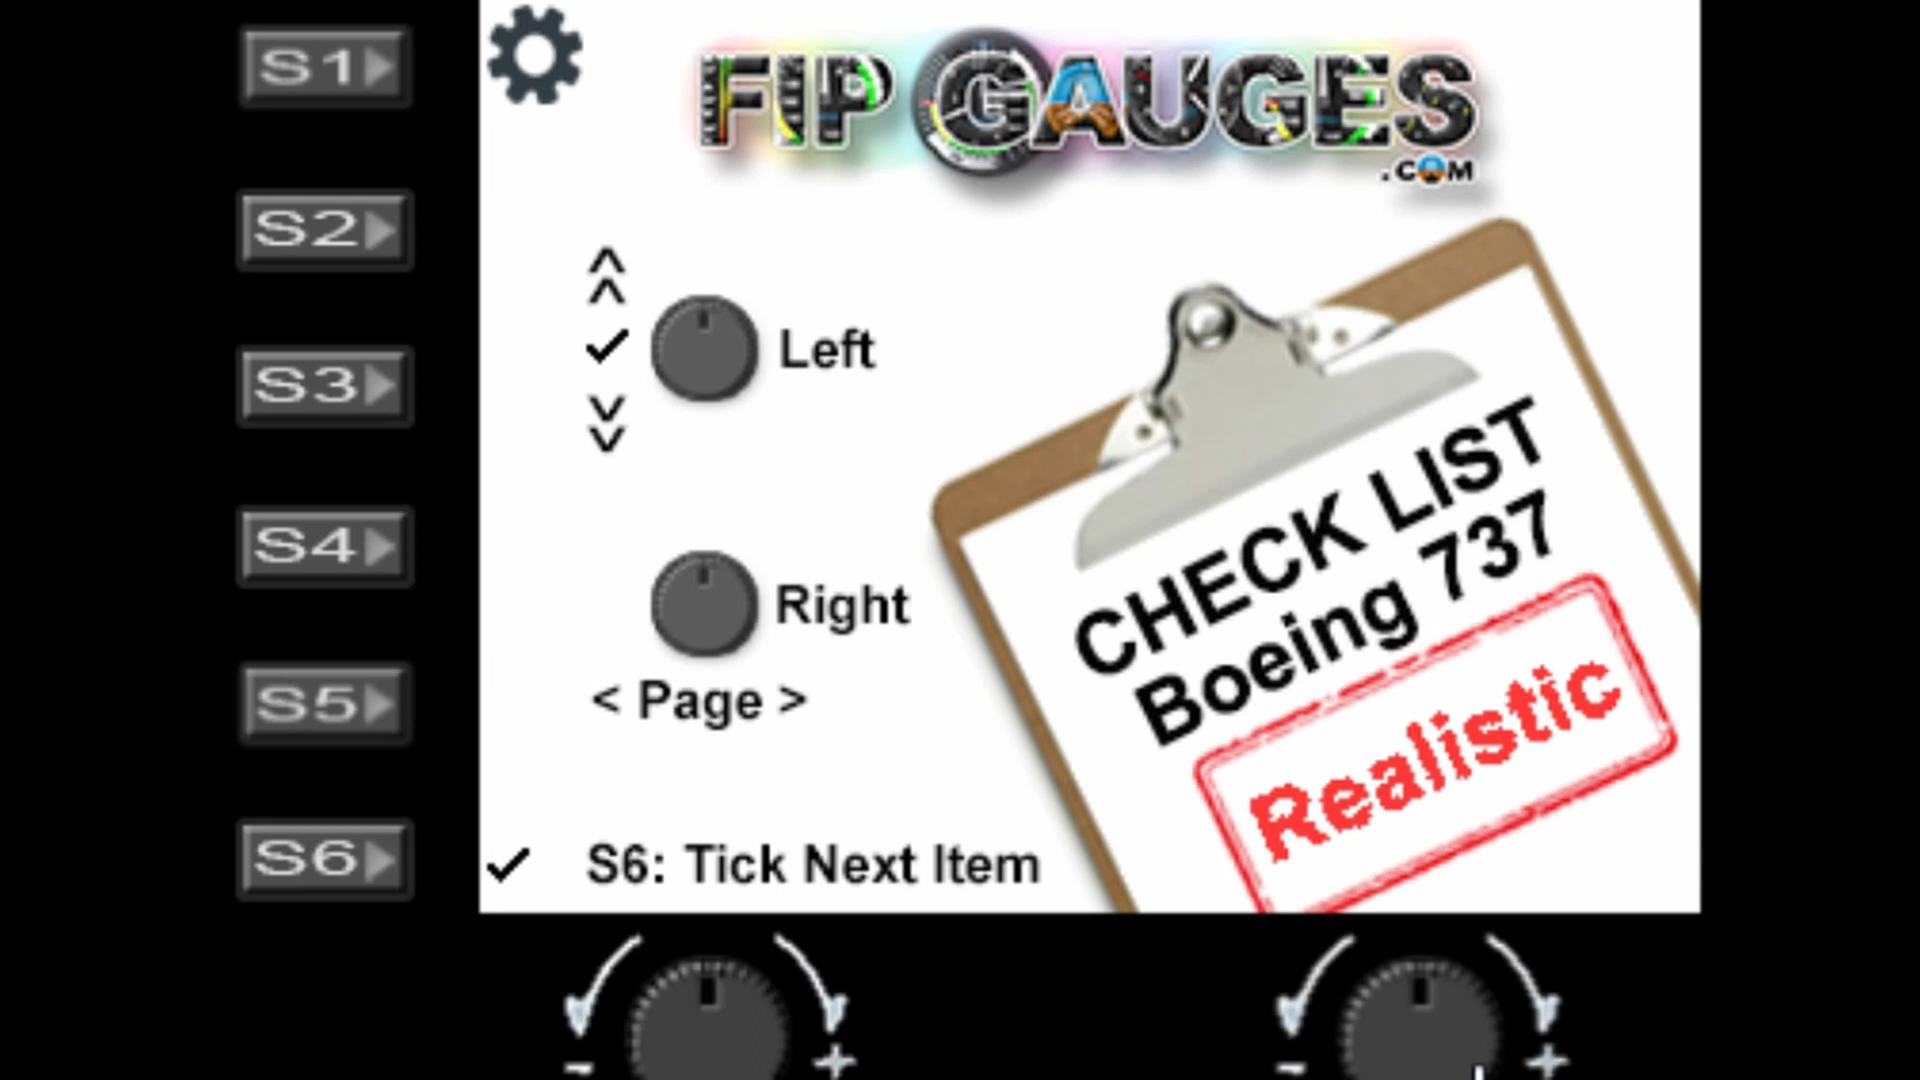 S1
S2
S3
S4
S5
S6
FIP GAUGES
.COM
Left
Right
< Page >
S6: Tick Next Item
CHECK LIST
Boeing 737
Realistic
- +
- +